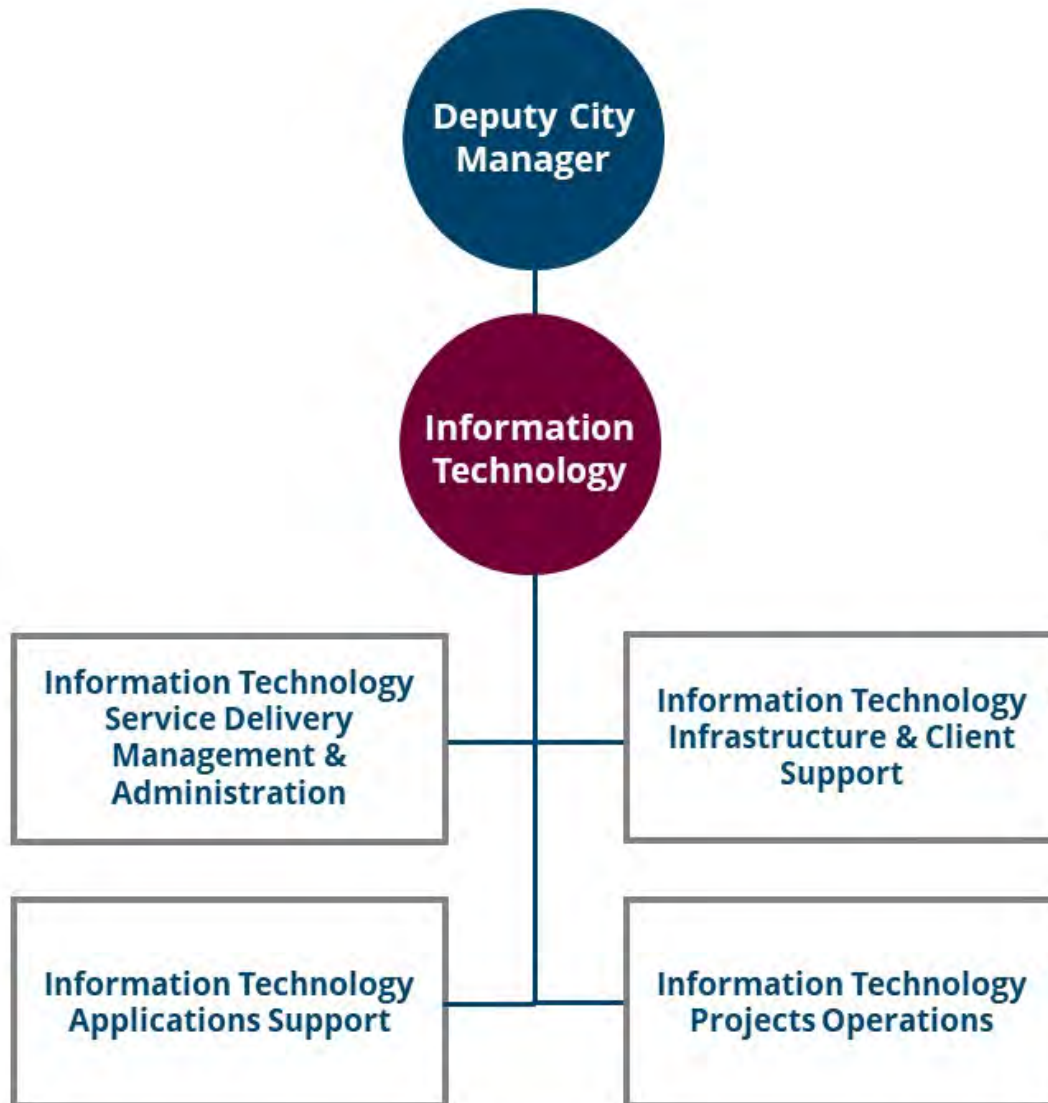 Deputy City
Manager
Information
Technology
Information Technology
Service Delivery
Management &
Administration
Information Technology
Infrastructure & Client
Support
Information Technology
Applications Support
Information Technology
Projects Operations